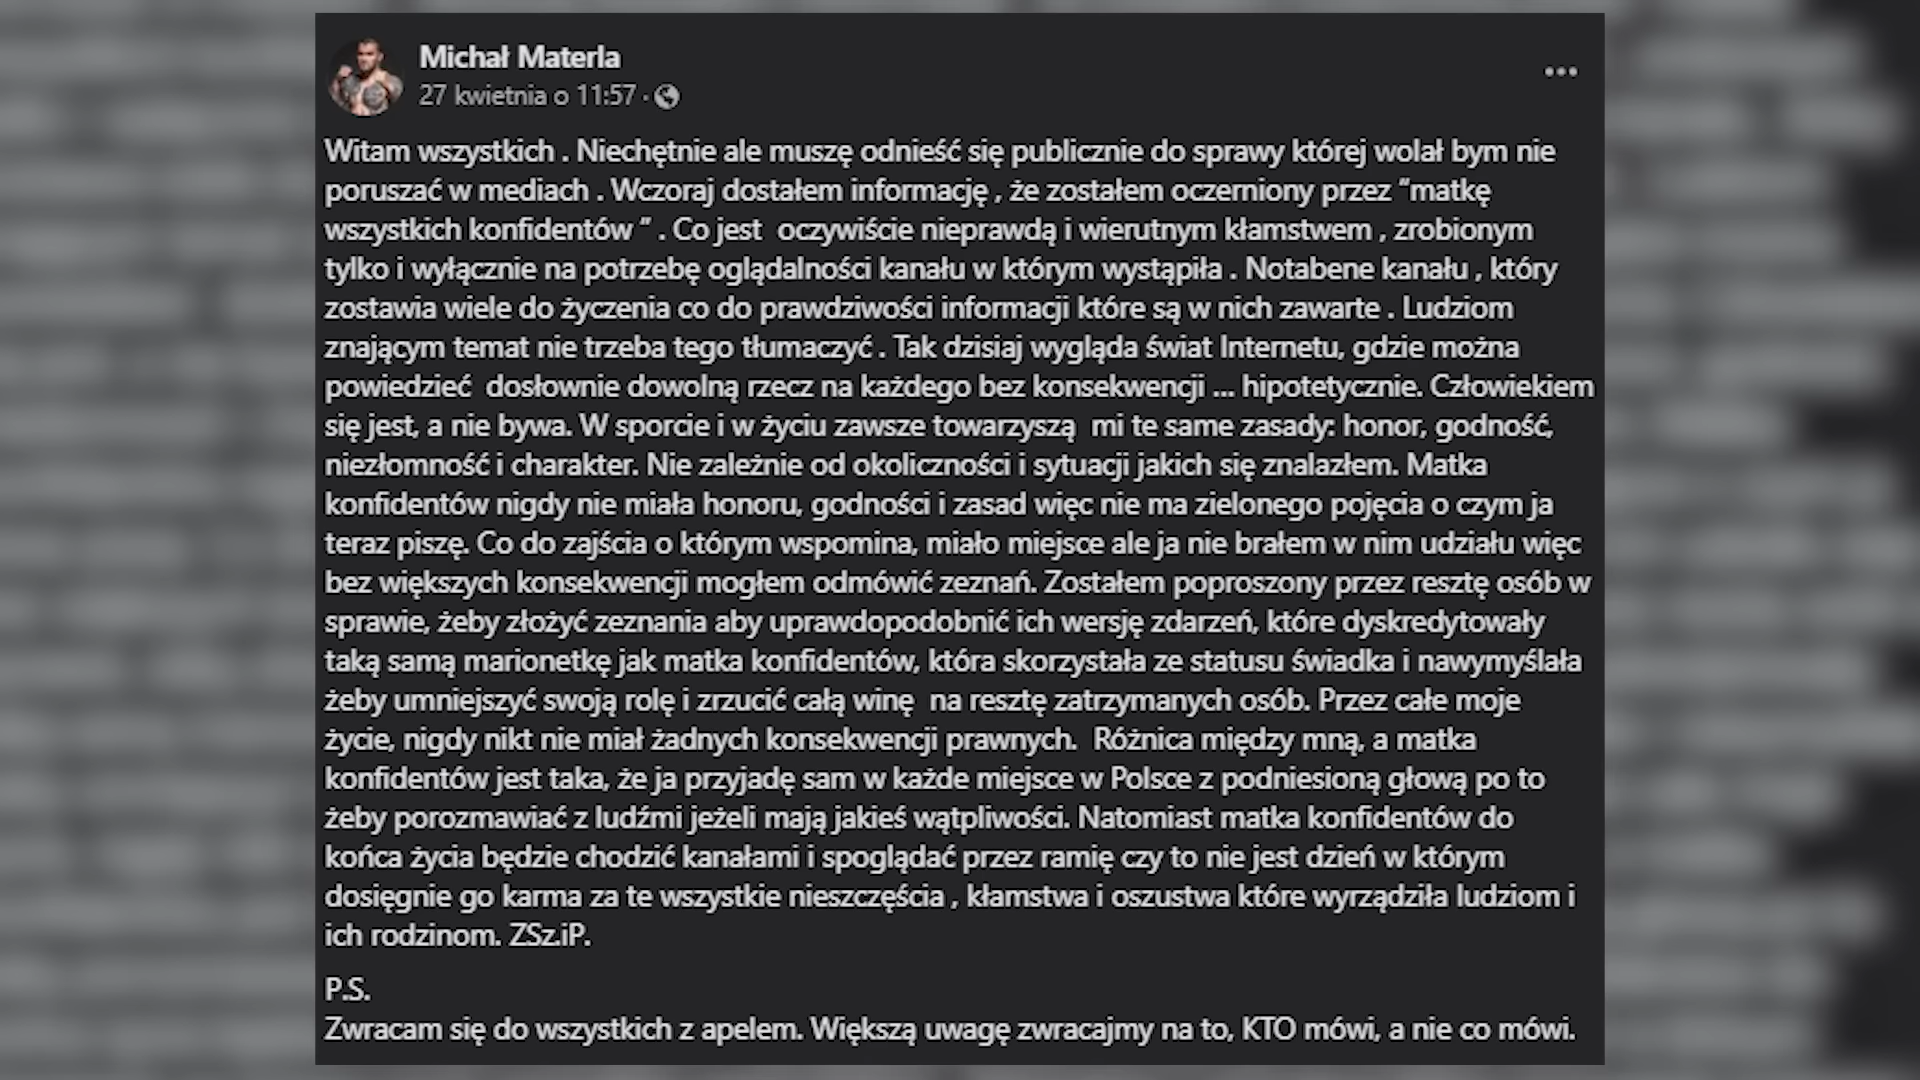 Michał Materla
27 kwietnia o 11:57 ·
Witam wszystkich . Niechętnie ale muszę odnieść się publicznie do sprawy której wolał bym nie
poruszać w mediach . Wczoraj dostałem informację , że zostałem oczerniony przez “matkę
wszystkich konfidentów ” . Co jest  oczywiście nieprawdą i wierutnym kłamstwem , zrobionym
tylko i wyłącznie na potrzebę oglądalności kanału w którym wystąpiła . Notabene kanału , który
zostawia wiele do życzenia co do prawdziwości informacji które są w nich zawarte . Ludziom
znającym temat nie trzeba tego tłumaczyć . Tak dzisiaj wygląda świat Internetu, gdzie można
powiedzieć  dosłownie dowolną rzecz na każdego bez konsekwencji ... hipotetycznie. Człowiekiem
się jest, a nie bywa. W sporcie i w życiu zawsze towarzyszą  mi te same zasady: honor, godność,
niezłomność i charakter. Nie zależnie od okoliczności i sytuacji jakich się znalazłem. Matka
konfidentów nigdy nie miała honoru, godności i zasad więc nie ma zielonego pojęcia o czym ja
teraz piszę. Co do zajścia o którym wspomina, miało miejsce ale ja nie brałem w nim udziału więc
bez większych konsekwencji mogłem odmówić zeznań. Zostałem poproszony przez resztę osób w
sprawie, żeby złożyć zeznania aby uprawdopodobnić ich wersję zdarzeń, które dyskredytowały
taką samą marionetkę jak matka konfidentów, która skorzystała ze statusu świadka i nawymyślała
żeby umniejszyć swoją rolę i zrzucić całą winę  na resztę zatrzymanych osób. Przez całe moje
życie, nigdy nikt nie miał żadnych konsekwencji prawnych.  Różnica między mną, a matka
konfidentów jest taka, że ja przyjadę sam w każde miejsce w Polsce z podniesioną głową po to
żeby porozmawiać z ludźmi jeżeli mają jakieś wątpliwości. Natomiast matka konfidentów do
końca życia będzie chodzić kanałami i spoglądać przez ramię czy to nie jest dzień w którym
dosięgnie go karma za te wszystkie nieszczęścia , kłamstwa i oszustwa które wyrządziła ludziom i
ich rodzinom. ZSz.iP.
P.S.
Zwracam się do wszystkich z apelem. Większą uwagę zwracajmy na to, KTO mówi, a nie co mówi.